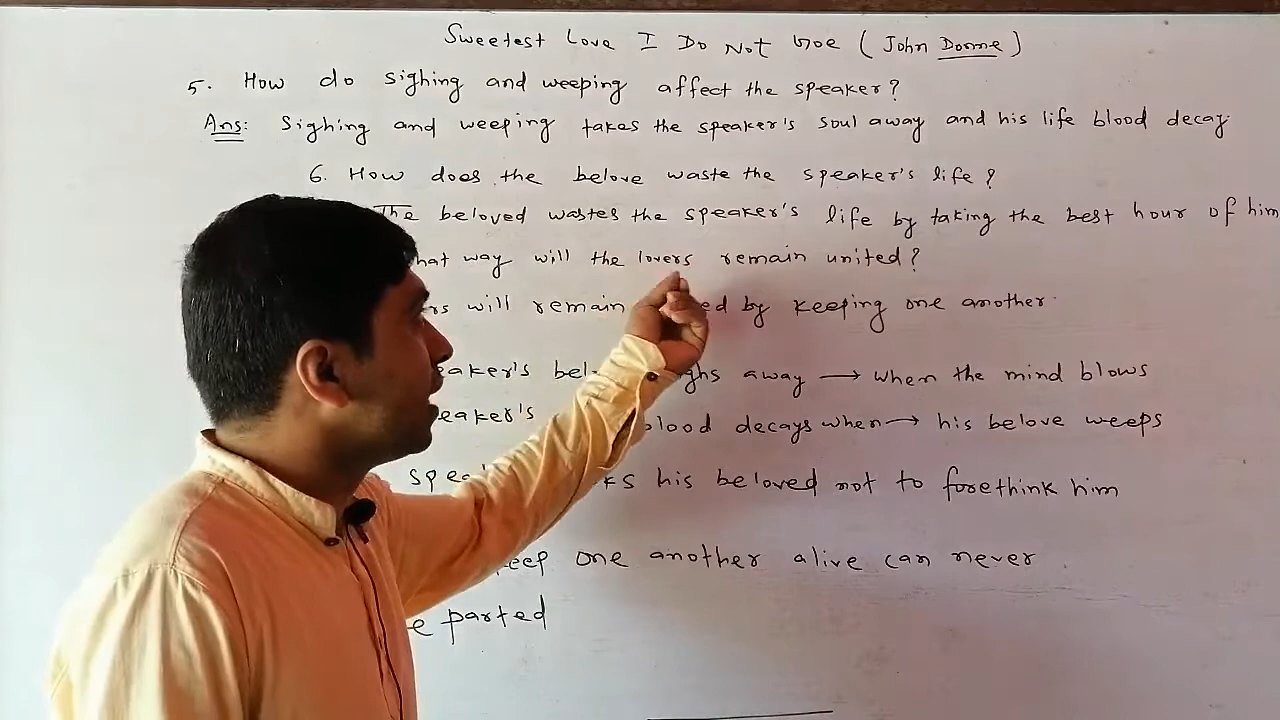 Sweetest Love I Do Not Goe ( John Donne )
5. How do sighing and weeping affect the speaker?
Ans: Sighing and weeping takes the speaker's soul away and his life blood decay
6. How does the belove waste the speaker's life?
The beloved wastes the speaker's life by taking the best hour of him
hat way will the lovers remain united?
rs will remain ed by keeping one another
eaker's bel ghs away → when the mind blows
eaker's blood decays when → his belove weeps
spea ks his beloved not to forethink him
eep one another alive can never
e parted